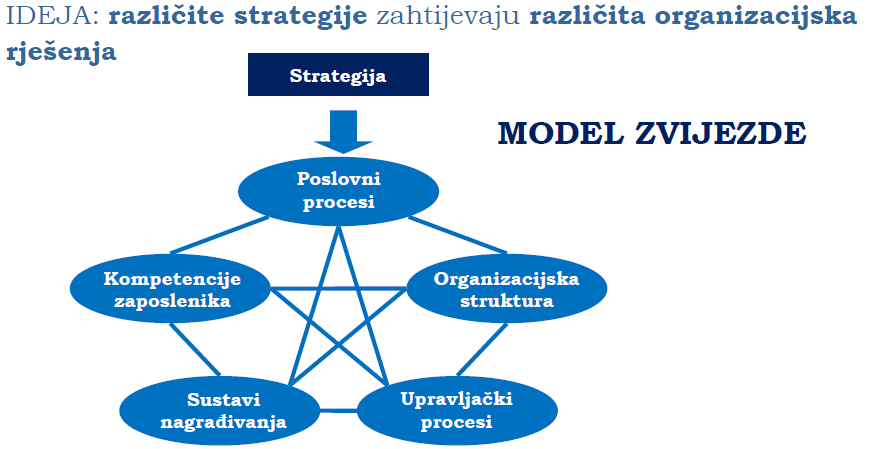 IDEJA: različite strategije zahtijevaju različita organizacijska
rješenja
Strategija
MODEL ZVIJEZDE
Poslovni
procesi
Kompetencije
zaposlenika
Organizacijska
struktura
Sustavi
nagrađivanja
Upravljački
procesi